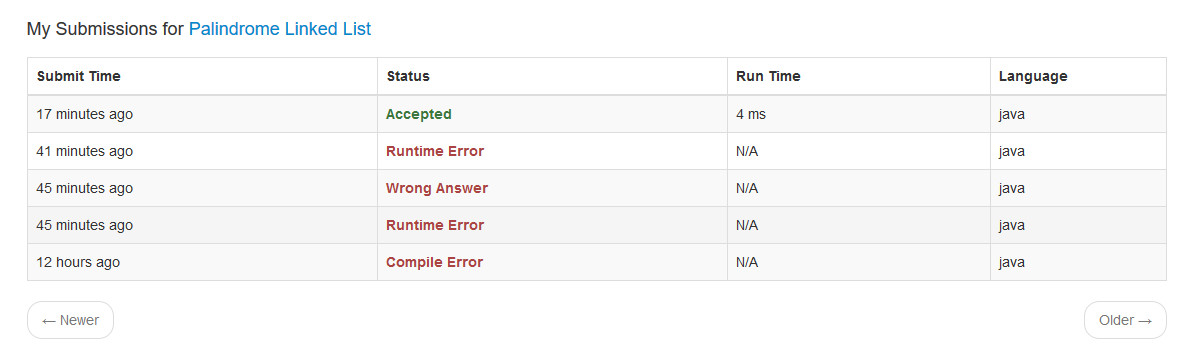 My Submissions for Palindrome Linked List
Submit Time Status Run Time Language
17 minutes ago Accepted 4 ms java
41 minutes ago Runtime Error N/A java
45 minutes ago Wrong Answer N/A java
45 minutes ago Runtime Error N/A java
12 hours ago Compile Error N/A java
← Newer Older →